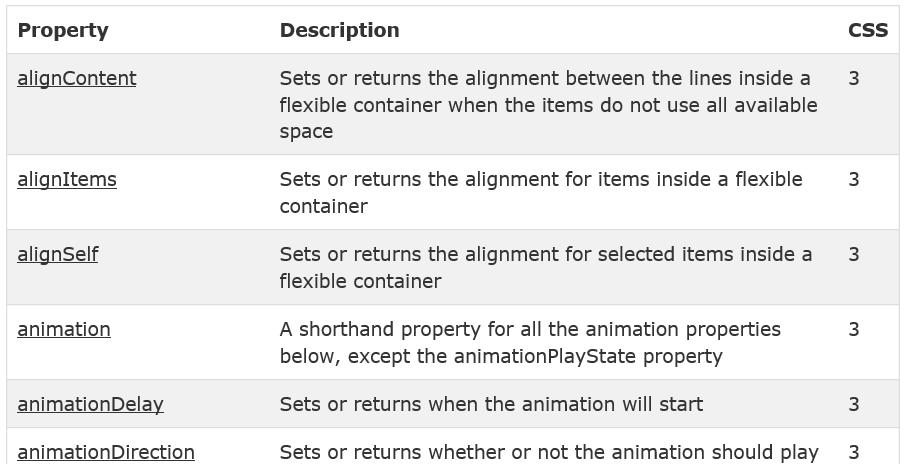 Property Description CSS
alignContent Sets or returns the alignment between the lines inside a 3
flexible container when the items do not use all available
space
alignItems Sets or returns the alignment for items inside a flexible 3
container
alignSelf Sets or returns the alignment for selected items inside a 3
flexible container
animation A shorthand property for all the animation properties 3
below, except the animationPlayState property
animationDelay Sets or returns when the animation will start 3
animationDirection Sets or returns whether or not the animation should play 3